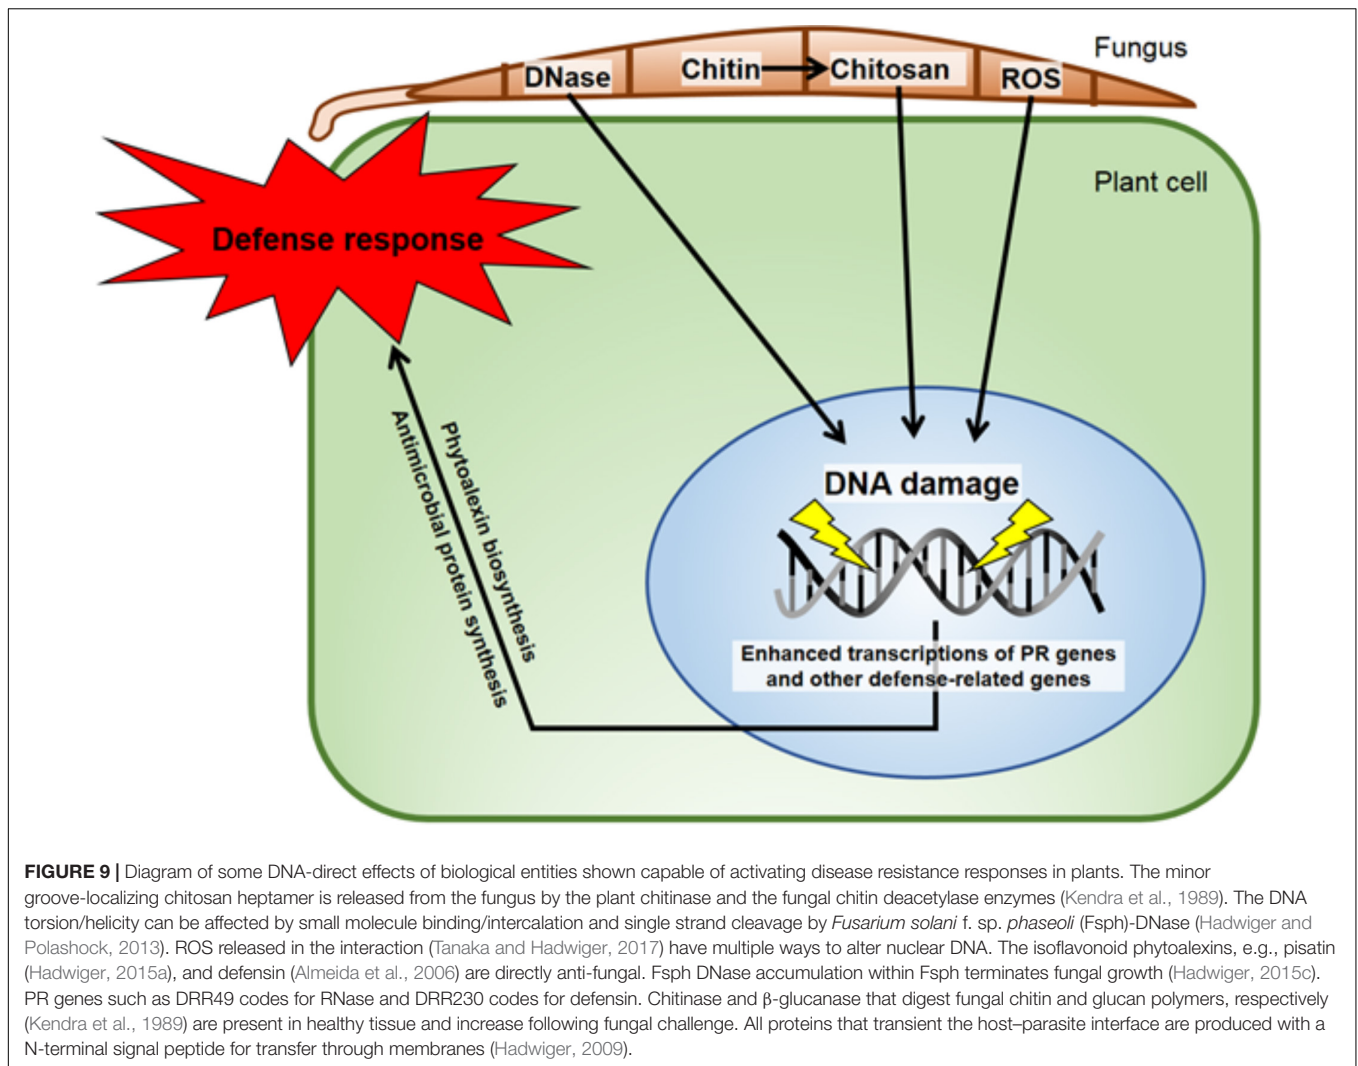 Fungus
DNase
Chitin
Chitosan
ROS
Plant cell
Defense response
Phytoalexin biosynthesis
Antimicrobial protein synthesis
DNA damage
Enhanced transcriptions of PR genes
and other defense-related genes
FIGURE 9 | Diagram of some DNA-direct effects of biological entities shown capable of activating disease resistance responses in plants. The minor
groove-localizing chitosan heptamer is released from the fungus by the plant chitinase and the fungal chitin deacetylase enzymes (Kendra et al., 1989). The DNA
torsion/helicity can be affected by small molecule binding/intercalation and single strand cleavage by Fusarium solani f. sp. phaseoli (Fsph)-DNase (Hadwiger and
Polashock, 2013). ROS released in the interaction (Tanaka and Hadwiger, 2017) have multiple ways to alter nuclear DNA. The isoflavonoid phytoalexins, e.g., pisatin
(Hadwiger, 2015a), and defensin (Almeida et al., 2006) are directly anti-fungal. Fsph DNase accumulation within Fsph terminates fungal growth (Hadwiger, 2015c).
PR genes such as DRR49 codes for RNase and DRR230 codes for defensin. Chitinase and β-glucanase that digest fungal chitin and glucan polymers, respectively
(Kendra et al., 1989) are present in healthy tissue and increase following fungal challenge. All proteins that transient the host–parasite interface are produced with a
N-terminal signal peptide for transfer through membranes (Hadwiger, 2009).